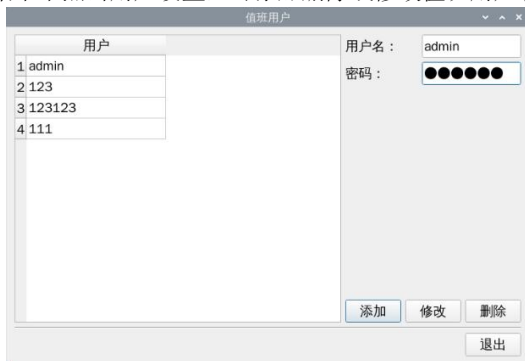 值班用户
用户
1 admin
2 123
3 123123
4 111
用户名： admin
密码： ●●●●●●
添加 修改 删除
退出